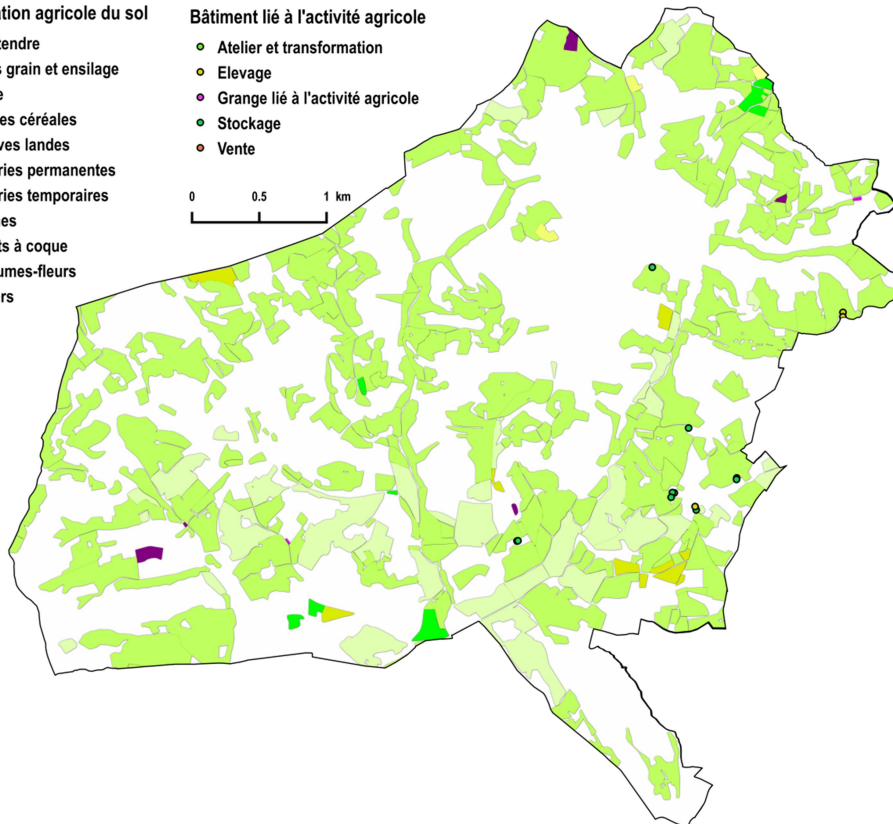 ation agricole du sol
tendre
s grain et ensilage
e
es céréales
ves landes
ries permanentes
ries temporaires
nes
ts à coque
umes-fleurs
rs
Bâtiment lié à l'activité agricole
Atelier et transformation
Elevage
Grange lié à l'activité agricole
Stockage
Vente
0 0.5 1 km